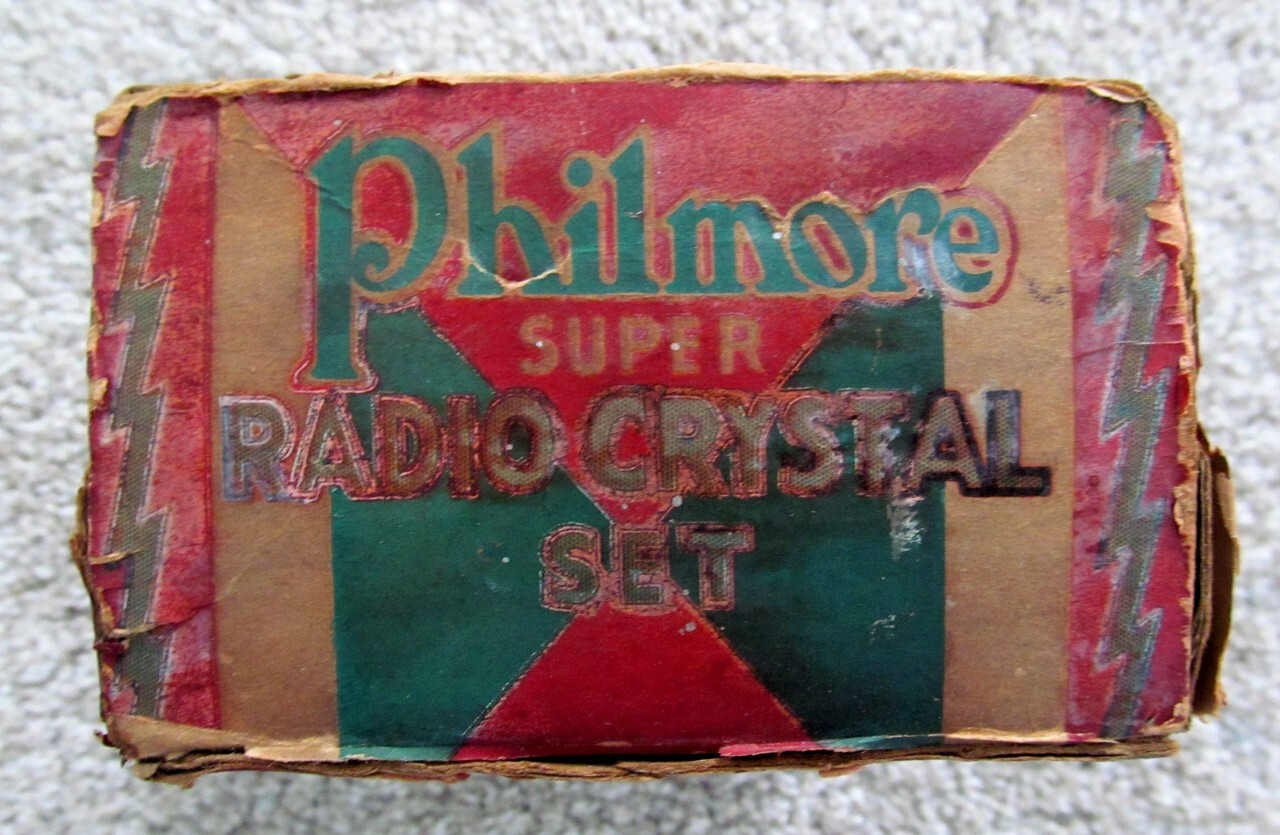 Philmore
SUPER
RADIO CRYSTAL
SET